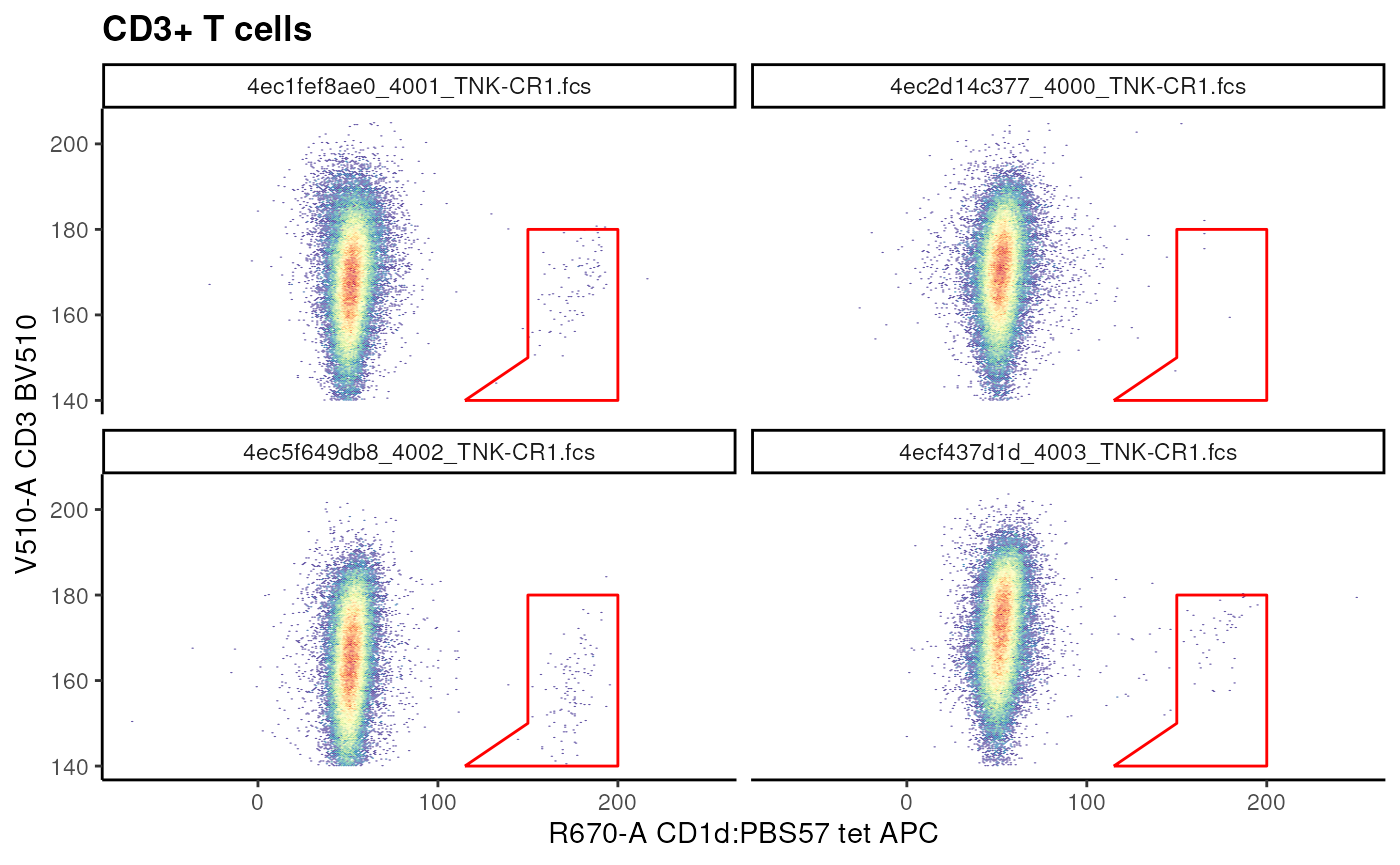 CD3+ T cells
4ec1fef8ae0_4001_TNK-CR1.fcs
4ec2d14c377_4000_TNK-CR1.fcs
200
180
160
140
4ec5f649db8_4002_TNK-CR1.fcs
4ecf437d1d_4003_TNK-CR1.fcs
200
180
160
140
V510-A CD3 BV510
0 100 200
0 100 200
R670-A CD1d:PBS57 tet APC